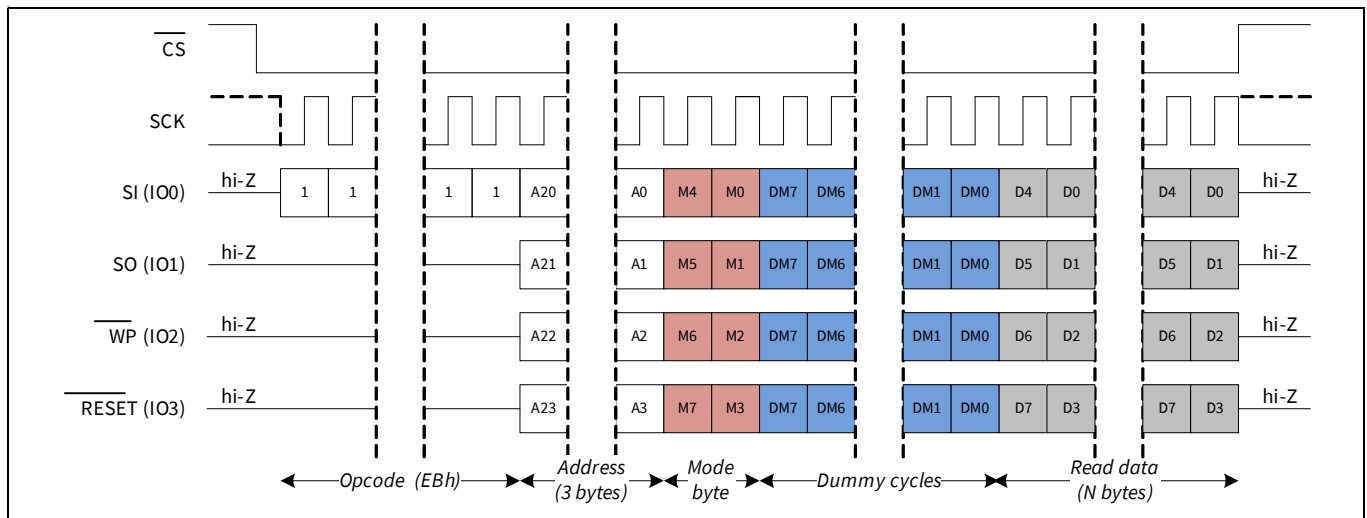 CS
SCK
SI (IO0) hi-Z 1 1 1 1 A20 A0 M4 M0 DM7 DM6 DM1 DM0 D4 D0 D4 D0 hi-Z
SO (IO1) hi-Z A21 A1 M5 M1 DM7 DM6 DM1 DM0 D5 D1 D5 D1 hi-Z
WP (IO2) hi-Z A22 A2 M6 M2 DM7 DM6 DM1 DM0 D6 D2 D6 D2 hi-Z
RESET (IO3) hi-Z A23 A3 M7 M3 DM7 DM6 DM1 DM0 D7 D3 D7 D3 hi-Z
Opcode (EBh)
Address
(3 bytes)
Mode
byte
Dummy cycles
Read data
(N bytes)